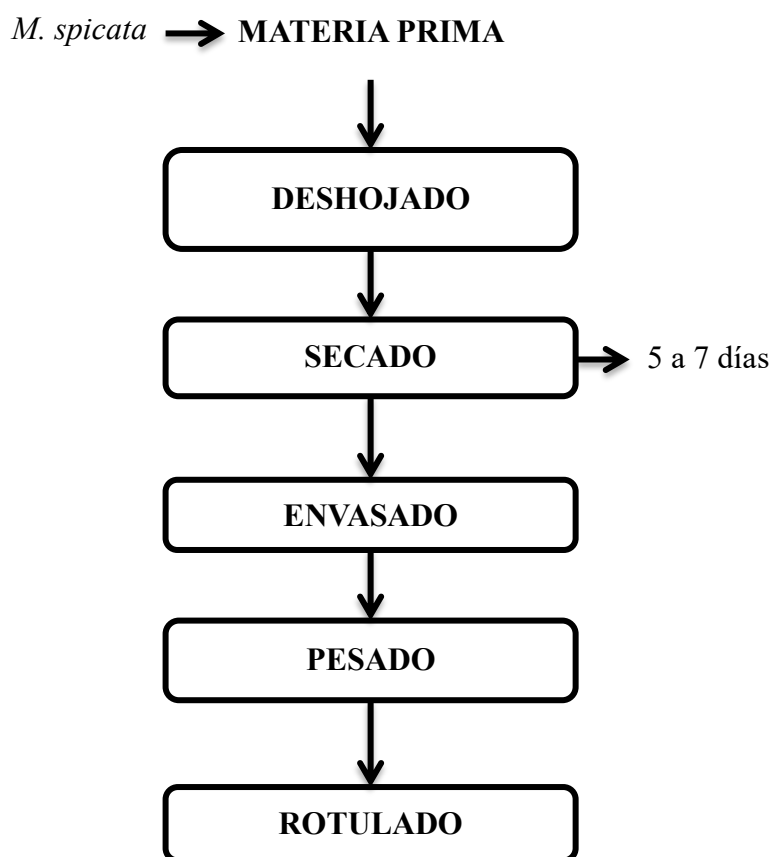 M. spicata MATERIA PRIMA
DESHOJADO
SECADO
5 a 7 días
ENVASADO
PESADO
ROTULADO